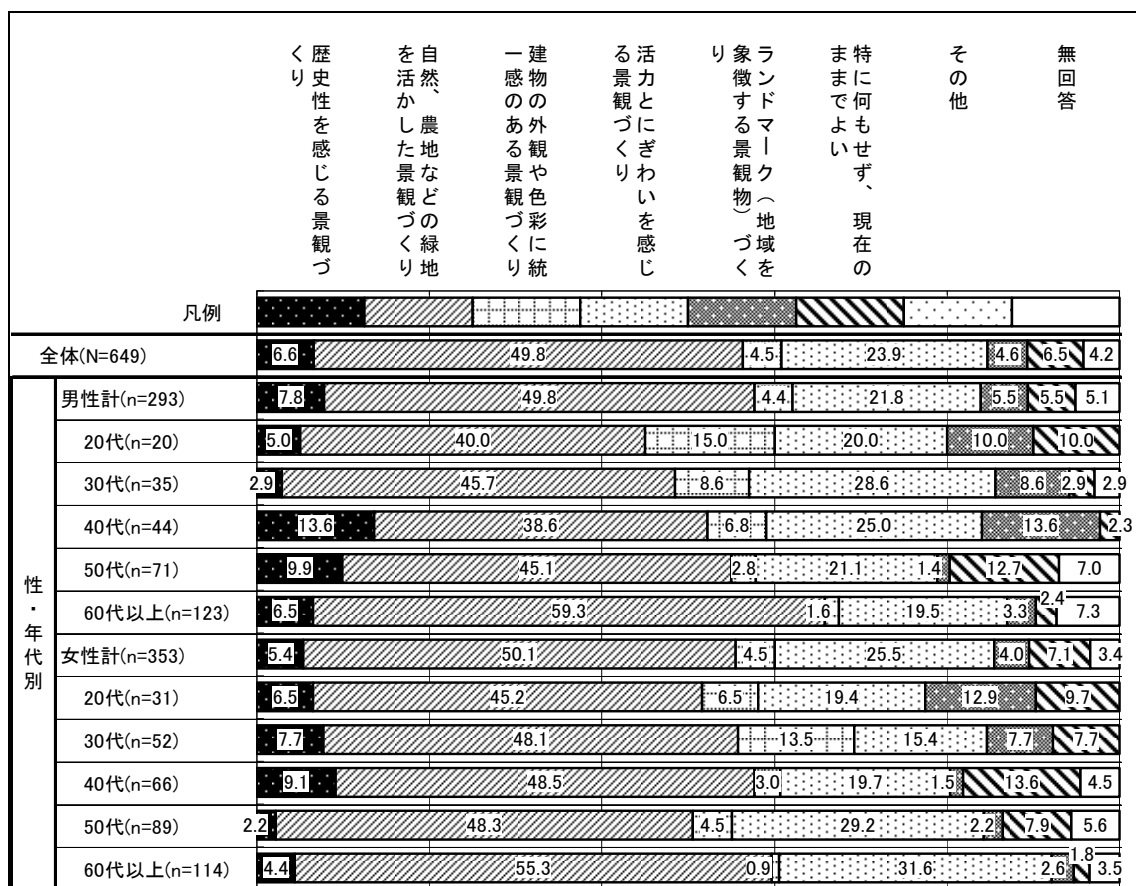 歴史性を感じる景観づ
くり
自然、農地などの緑地
を活かした景観づくり
建物の外観や色彩に統
一感のある景観づくり
活力とにぎわいを感じ
る景観づくり
ランドマーク（地域を
象徴する景観物）づく
り
特に何もせず、現在の
ままでよい
その他
無回答
凡例
全体(N=649) 6.6 49.8 4.5 23.9 4.6 6.5 4.2
性・年代別
男性計(n=293) 7.8 49.8 4.4 21.8 5.5 5.5 5.1
20代(n=20) 5.0 40.0 15.0 20.0 10.0 10.0
30代(n=35) 2.9 45.7 8.6 28.6 8.6 2.9 2.9
40代(n=44) 13.6 38.6 6.8 25.0 13.6 2.3
50代(n=71) 9.9 45.1 2.8 21.1 1.4 12.7 7.0
60代以上(n=123) 6.5 59.3 1.6 19.5 3.3 2.4 7.3
女性計(n=353) 5.4 50.1 4.5 25.5 4.0 7.1 3.4
20代(n=31) 6.5 45.2 6.5 19.4 12.9 9.7
30代(n=52) 7.7 48.1 13.5 15.4 7.7 7.7
40代(n=66) 9.1 48.5 3.0 19.7 1.5 13.6 4.5
50代(n=89) 2.2 48.3 4.5 29.2 2.2 7.9 5.6
60代以上(n=114) 4.4 55.3 0.9 31.6 2.6 1.8 3.5